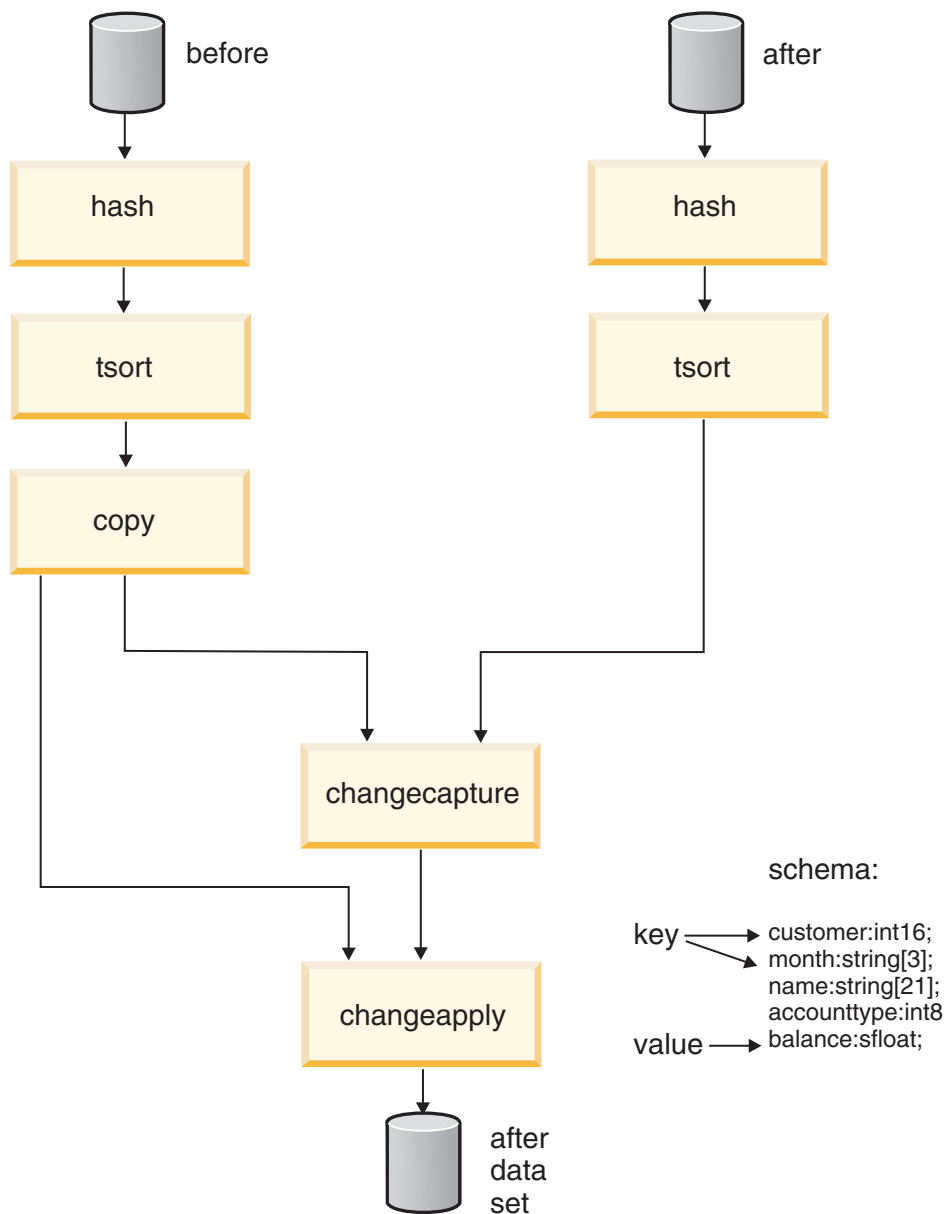 before
after
hash
hash
tsort
tsort
copy
changecapture
schema:
key
customer:int16;
month:string[3];
name:string[21];
accounttype:int8
value
balance:sfloat;
changeapply
after
data
set